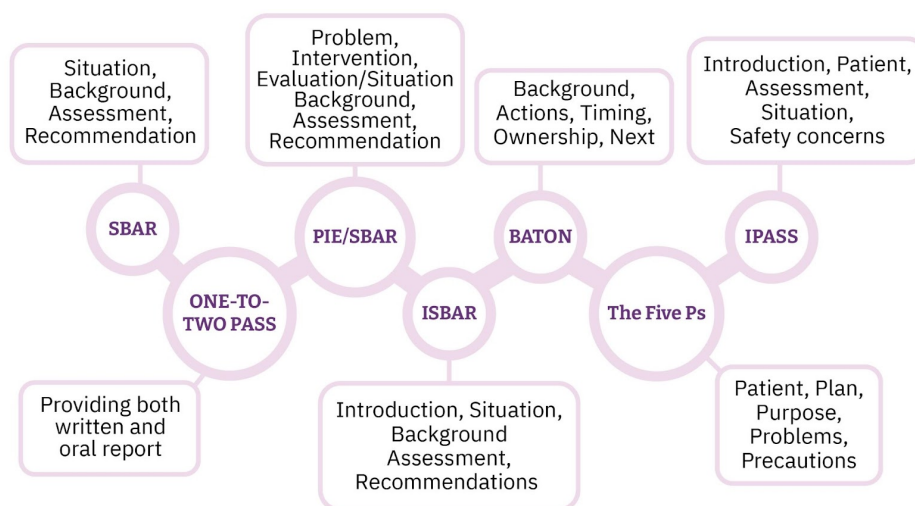 Situation,
Background,
Assessment,
Recommendation
Problem,
Intervention,
Evaluation/Situation
Background,
Assessment,
Recommendation
Background,
Actions, Timing,
Ownership, Next
Introduction, Patient,
Assessment,
Situation,
Safety concerns
SBAR
ONE-TO-
TWO PASS
PIE/SBAR
ISBAR
BATON
The Five Ps
IPASS
Providing both
written and
oral report
Introduction, Situation,
Background
Assessment,
Recommendations
Patient, Plan,
Purpose,
Problems,
Precautions